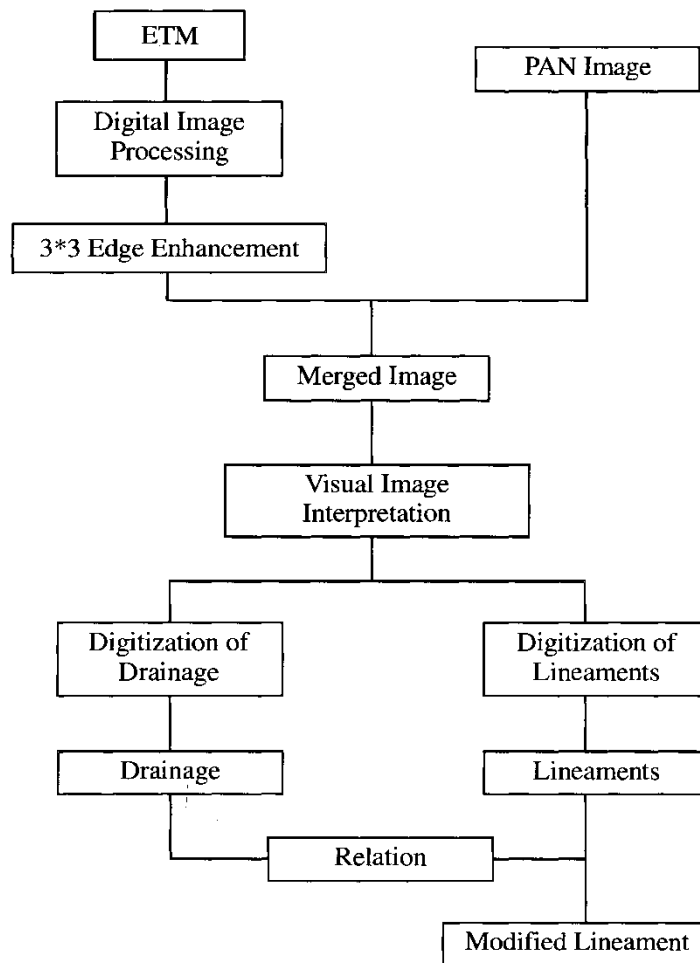 ETM
PAN Image
Digital Image
Processing
3*3 Edge Enhancement
Merged Image
Visual Image
Interpretation
Digitization of
Drainage
Digitization of
Lineaments
Drainage
Lineaments
Relation
Modified Lineament